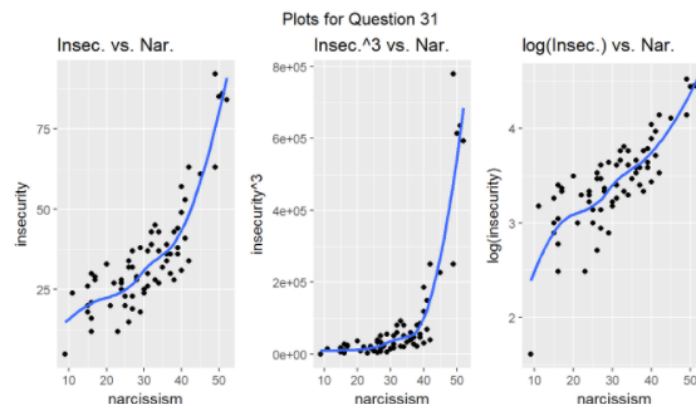 Plots for Question 31
Insec. vs. Nar.
75
50
25
insecurity
10 20 30 40 50
narcissism
Insec.^3 vs. Nar.
8e+05
6e+05
4e+05
2e+05
0e+00
insecurity^3
10 20 30 40 50
narcissism
log(Insec.) vs. Nar.
4
3
2
log(insecurity)
10 20 30 40 50
narcissism